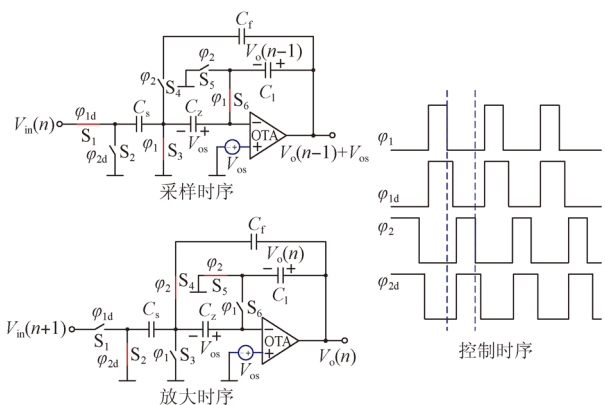 C_f
V_o(n-1)
φ_2
S_5
φ_2 S_4
C_l
φ_1 S_6
C_s
C_z
V_in(n)
φ_1d
S_1
φ_2d S_2
φ_1 S_3
V_os
OTA
V_os
V_o(n-1)+V_os
采样时序
C_f
V_o(n)
φ_2
S_5
φ_2 S_4
C_l
φ_1 S_6
C_s
C_z
V_in(n+1)
φ_1d
S_1
φ_2d S_2
φ_1 S_3
V_os
OTA
V_os
V_o(n)
放大时序
φ_1
φ_1d
φ_2
φ_2d
控制时序